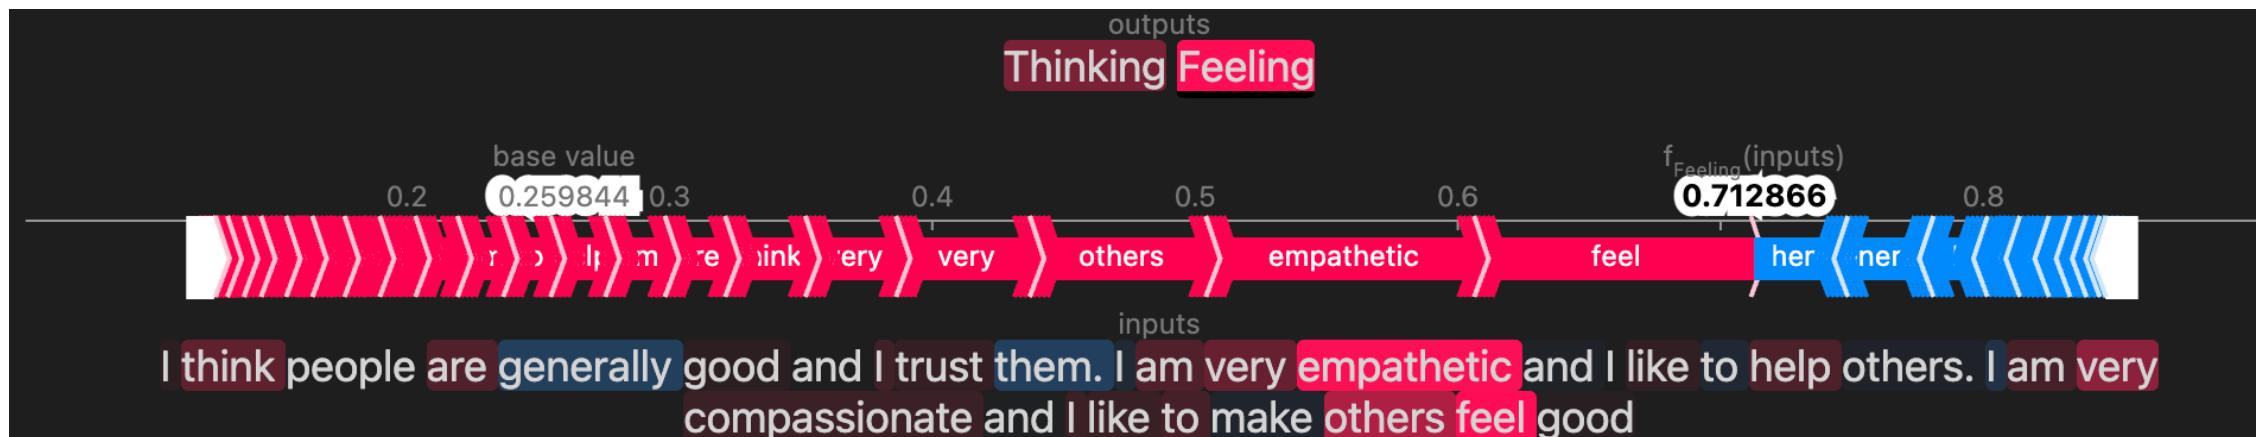 outputs
Thinking Feeling
base value f Feeling (inputs)
0.2 0.259844 0.3 0.4 0.5 0.6 0.712866 0.8
lp m re ink ery very others empathetic feel her ner
inputs
I think people are generally good and I trust them. I am very empathetic and I like to help others. I am very
compassionate and I like to make others feel good